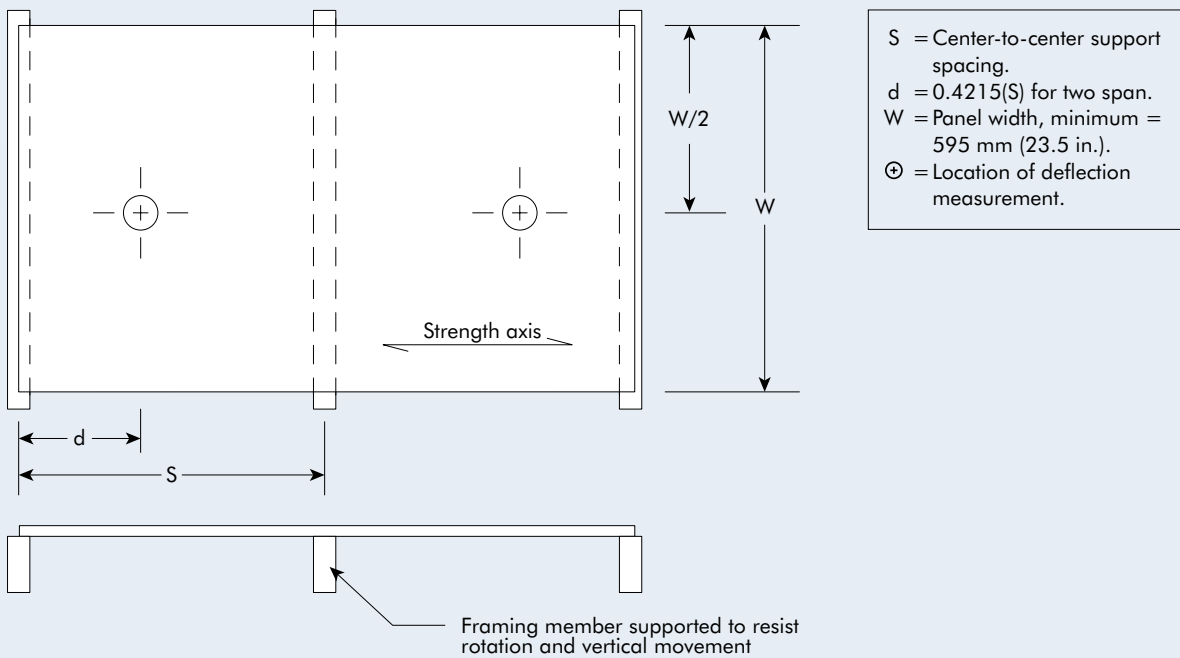 S = Center-to-center support
spacing.
d = 0.4215(S) for two span.
W = Panel width, minimum =
595 mm (23.5 in.).
⊕ = Location of deflection
measurement.
W/2
W
Strength axis
d
S
Framing member supported to resist
rotation and vertical movement